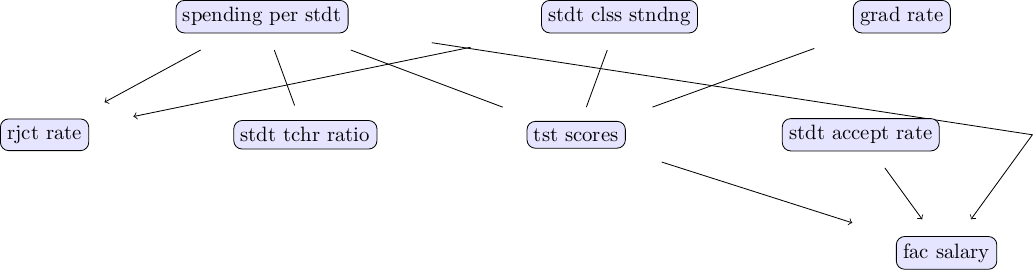 spending per stdt
stdt clss stndng
grad rate
rjct rate
stdt tchr ratio
tst scores
stdt accept rate
fac salary